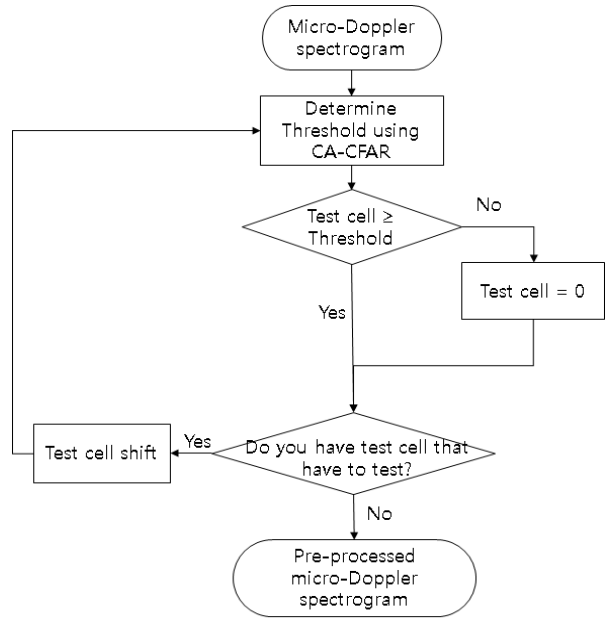 Micro-Doppler
spectrogram
Determine
Threshold using
CA-CFAR
Test cell ≥
Threshold
No
Test cell = 0
Yes
Do you have test cell that
have to test?
Yes
Test cell shift
No
Pre-processed
micro-Doppler
spectrogram